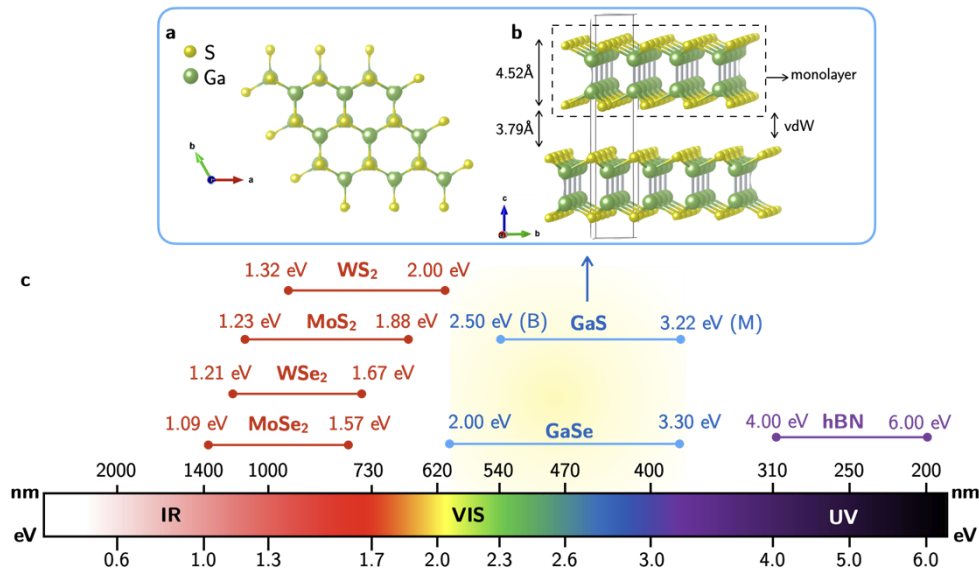 a
b
S
Ga
4.52Å
monolayer
3.79Å
vdW
b
a
c
b
c
1.32 eV WS₂ 2.00 eV
1.23 eV MoS₂ 1.88 eV
2.50 eV (B) GaS 3.22 eV (M)
1.21 eV WSe₂ 1.67 eV
1.09 eV MoSe₂ 1.57 eV
2.00 eV GaSe 3.30 eV
4.00 eV hBN 6.00 eV
2000 1400 1000 730 620 540 470 400 310 250 200
nm nm
IR VIS UV
eV eV
0.6 1.0 1.3 1.7 2.0 2.3 2.6 3.0 4.0 5.0 6.0